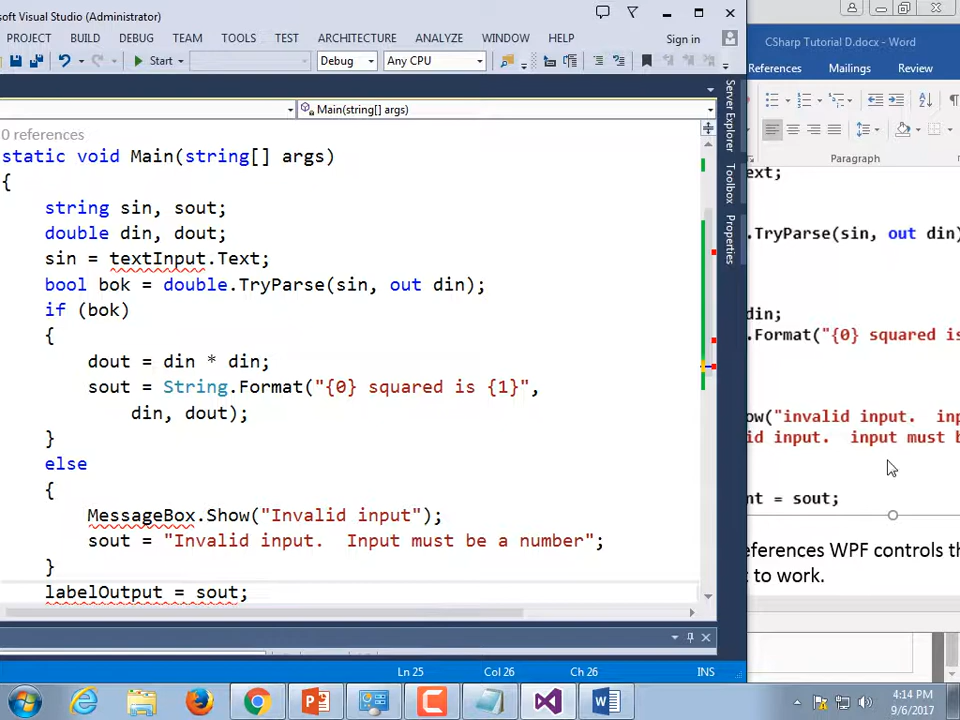 soft Visual Studio (Administrator)
PROJECT BUILD DEBUG TEAM TOOLS TEST ARCHITECTURE ANALYZE WINDOW HELP Sign in
Start Debug Any CPU
Main(string[] args)
0 references
static void Main(string[] args)
{
string sin, sout;
double din, dout;
sin = textInput.Text;
bool bok = double.TryParse(sin, out din);
if (bok)
{
dout = din * din;
sout = String.Format("{0} squared is {1}",
din, dout);
}
else
{
MessageBox.Show("Invalid input");
sout = "Invalid input.  Input must be a number";
}
labelOutput = sout;
Ln 25 Col 26 Ch 26 INS
Server Explorer
Toolbox
Properties
CSharp Tutorial D.docx - Word
References Mailings Review
Paragraph
ext;
.TryParse(sin, out din)
din;
.Format("{0} squared is
ow("invalid input.  inp
id input.  input must b
nt = sout;
eferences WPF controls th
t to work.
4:14 PM
9/6/2017